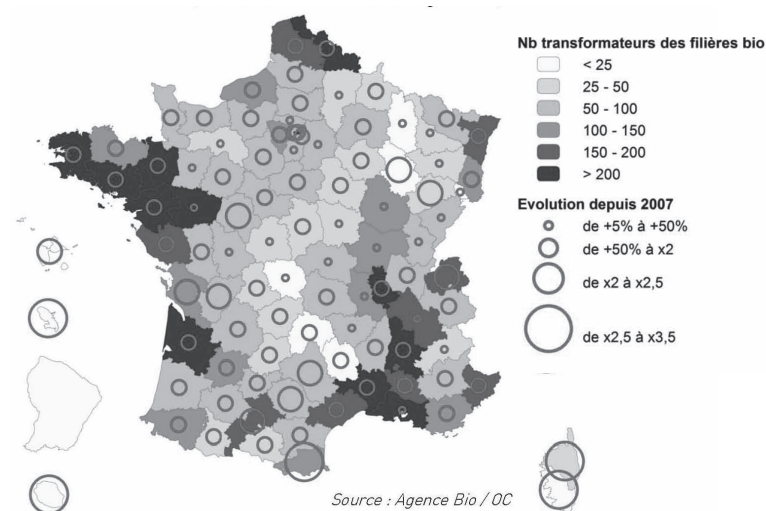 Nb transformateurs des filières bio
< 25
25 - 50
50 - 100
100 - 150
150 - 200
> 200
Evolution depuis 2007
de +5% à +50%
de +50% à x2
de x2 à x2,5
de x2,5 à x3,5
Source : Agence Bio / OC